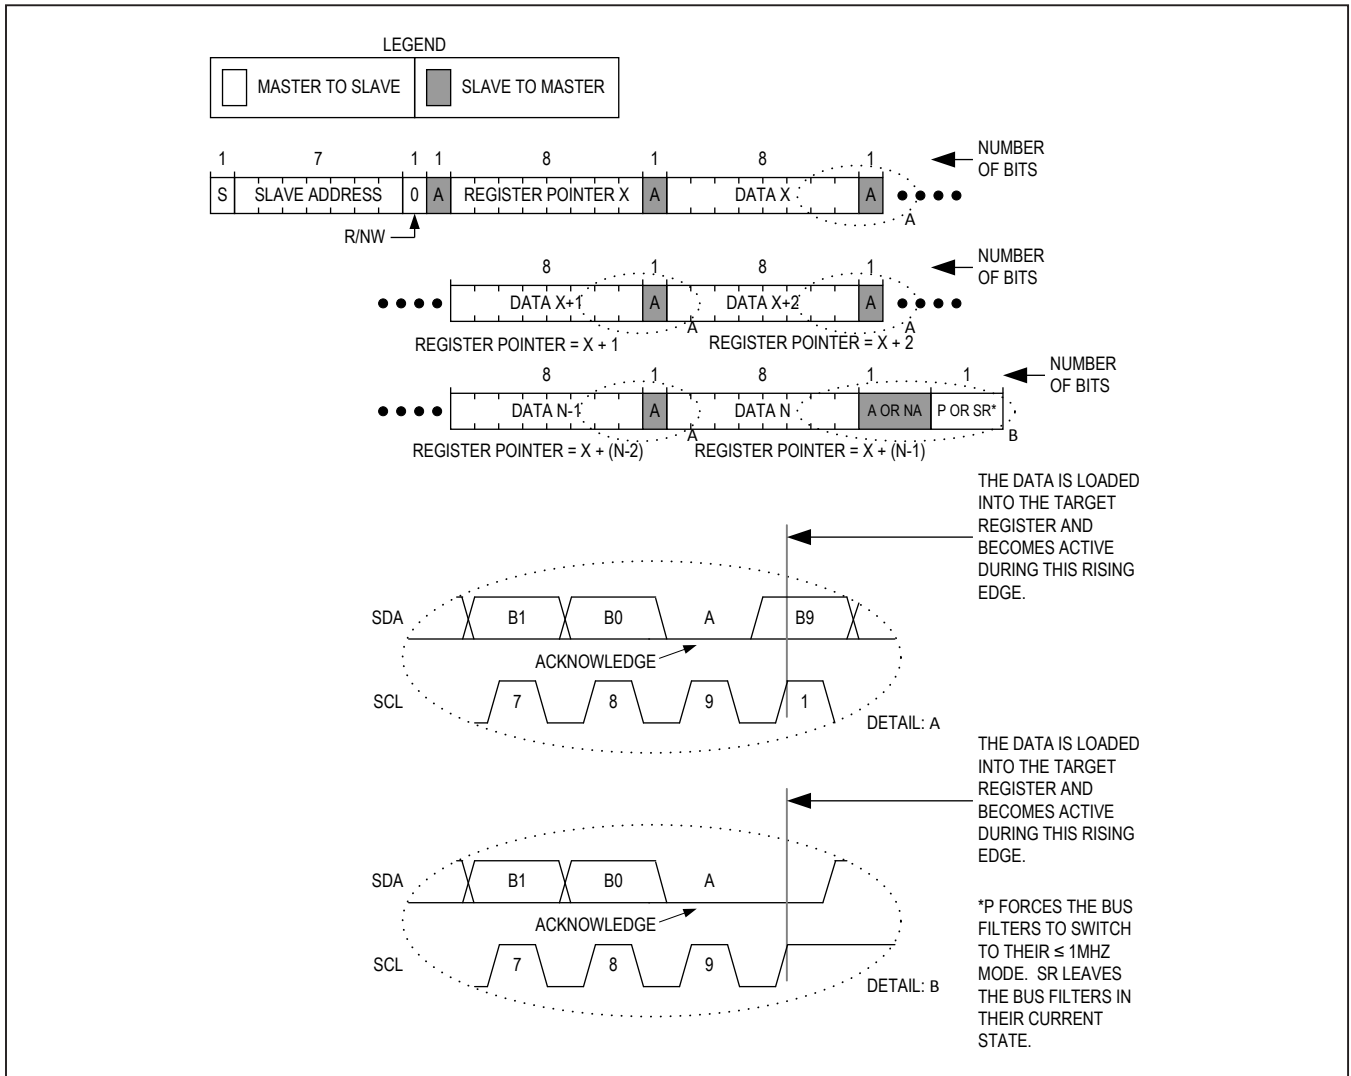 LEGEND
MASTER TO SLAVE SLAVE TO MASTER
1 7 1 1 8 1 8 1 NUMBER
OF BITS
S SLAVE ADDRESS 0 A REGISTER POINTER X A DATA X A
A
R/NW
8 1 8 1 NUMBER
OF BITS
DATA X+1 A DATA X+2 A
A A
REGISTER POINTER = X + 1 REGISTER POINTER = X + 2
8 1 8 1 1 NUMBER
OF BITS
DATA N-1 A DATA N A OR NA P OR SR*
A B
REGISTER POINTER = X + (N-2) REGISTER POINTER = X + (N-1)
THE DATA IS LOADED
INTO THE TARGET
REGISTER AND
BECOMES ACTIVE
DURING THIS RISING
EDGE.
SDA B1 B0 A B9
ACKNOWLEDGE
SCL 7 8 9 1
DETAIL: A
THE DATA IS LOADED
INTO THE TARGET
REGISTER AND
BECOMES ACTIVE
DURING THIS RISING
EDGE.
SDA B1 B0 A
ACKNOWLEDGE
SCL 7 8 9
DETAIL: B
*P FORCES THE BUS
FILTERS TO SWITCH
TO THEIR ≤ 1MHZ
MODE. SR LEAVES
THE BUS FILTERS IN
THEIR CURRENT
STATE.